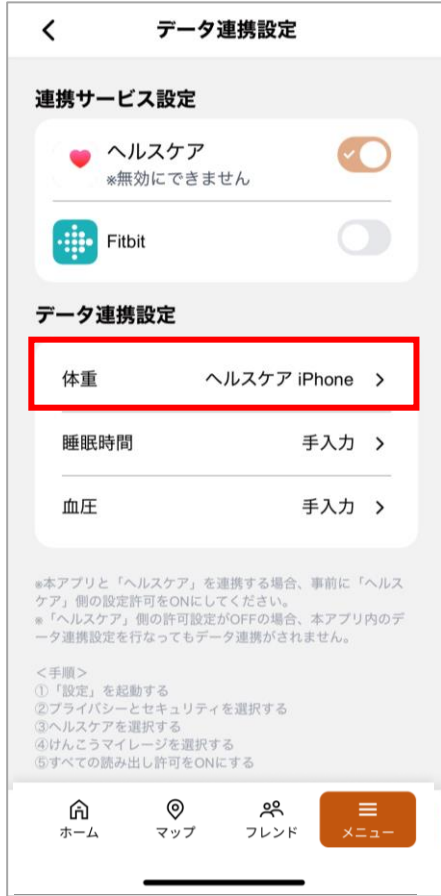 データ連携設定
連携サービス設定
ヘルスケア
※無効にできません
Fitbit
データ連携設定
体重 ヘルスケア iPhone
睡眠時間 手入力
血圧 手入力
※本アプリと「ヘルスケア」を連携する場合、事前に「ヘルス
ケア」側の設定許可をONにしてください。
※「ヘルスケア」側の許可設定がOFFの場合、本アプリ内のデ
ータ連携設定を行なってもデータ連携がされません。
＜手順＞
①「設定」を起動する
②プライバシーとセキュリティを選択する
③ヘルスケアを選択する
④けんこうマイレージを選択する
⑤すべての読み出し許可をONにする
ホーム マップ フレンド メニュー